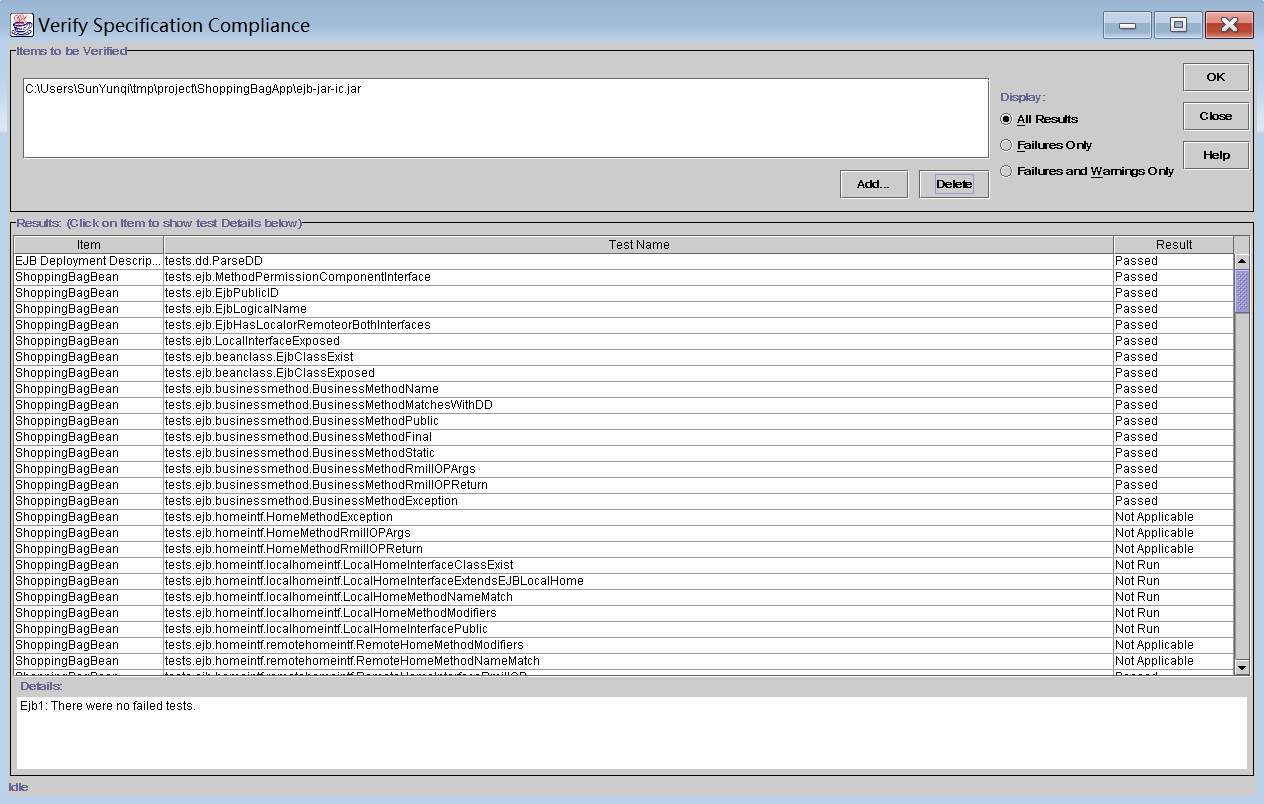 Verify Specification Compliance
Items to be Verified
C:\Users\SunYunqi\tmp\project\ShoppingBagApp\ejb-jar-ic.jar
Display:
All Results
Failures Only
Failures and Warnings Only
OK
Close
Help
Add... Delete
Results: (Click on Item to show test Details below)
Item Test Name Result
EJB Deployment Descrip... tests.dd.ParseDD Passed
ShoppingBagBean tests.ejb.MethodPermissionComponentInterface Passed
ShoppingBagBean tests.ejb.EjbPublicID Passed
ShoppingBagBean tests.ejb.EjbLogicalName Passed
ShoppingBagBean tests.ejb.EjbHasLocalorRemoteorBothInterfaces Passed
ShoppingBagBean tests.ejb.LocalInterfaceExposed Passed
ShoppingBagBean tests.ejb.beanclass.EjbClassExist Passed
ShoppingBagBean tests.ejb.beanclass.EjbClassExposed Passed
ShoppingBagBean tests.ejb.businessmethod.BusinessMethodName Passed
ShoppingBagBean tests.ejb.businessmethod.BusinessMethodMatchesWithDD Passed
ShoppingBagBean tests.ejb.businessmethod.BusinessMethodPublic Passed
ShoppingBagBean tests.ejb.businessmethod.BusinessMethodFinal Passed
ShoppingBagBean tests.ejb.businessmethod.BusinessMethodStatic Passed
ShoppingBagBean tests.ejb.businessmethod.BusinessMethodRmiIIOPArgs Passed
ShoppingBagBean tests.ejb.businessmethod.BusinessMethodRmiIIOPReturn Passed
ShoppingBagBean tests.ejb.businessmethod.BusinessMethodException Passed
ShoppingBagBean tests.ejb.homeintf.HomeMethodException Not Applicable
ShoppingBagBean tests.ejb.homeintf.HomeMethodRmiIIOPArgs Not Applicable
ShoppingBagBean tests.ejb.homeintf.HomeMethodRmiIIOPReturn Not Applicable
ShoppingBagBean tests.ejb.homeintf.localhomeintf.LocalHomeInterfaceClassExist Not Run
ShoppingBagBean tests.ejb.homeintf.localhomeintf.LocalHomeInterfaceExtendsEJBLocalHome Not Run
ShoppingBagBean tests.ejb.homeintf.localhomeintf.LocalHomeMethodNameMatch Not Run
ShoppingBagBean tests.ejb.homeintf.localhomeintf.LocalHomeMethodModifiers Not Run
ShoppingBagBean tests.ejb.homeintf.localhomeintf.LocalHomeInterfacePublic Not Run
ShoppingBagBean tests.ejb.homeintf.remotehomeintf.RemoteHomeMethodModifiers Not Applicable
ShoppingBagBean tests.ejb.homeintf.remotehomeintf.RemoteHomeMethodNameMatch Not Applicable
Details:
Ejb1: There were no failed tests.
Idle